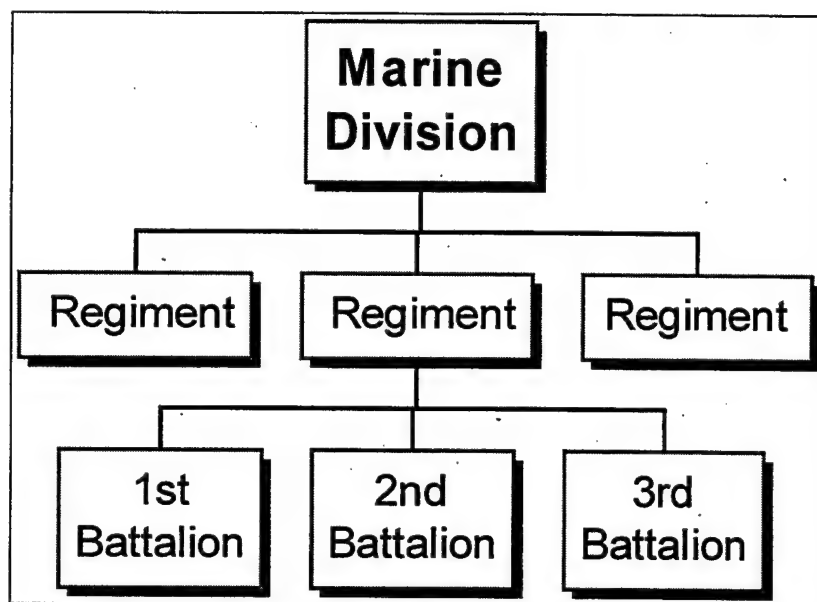 Marine
Division
Regiment
Regiment
Regiment
1st
Battalion
2nd
Battalion
3rd
Battalion